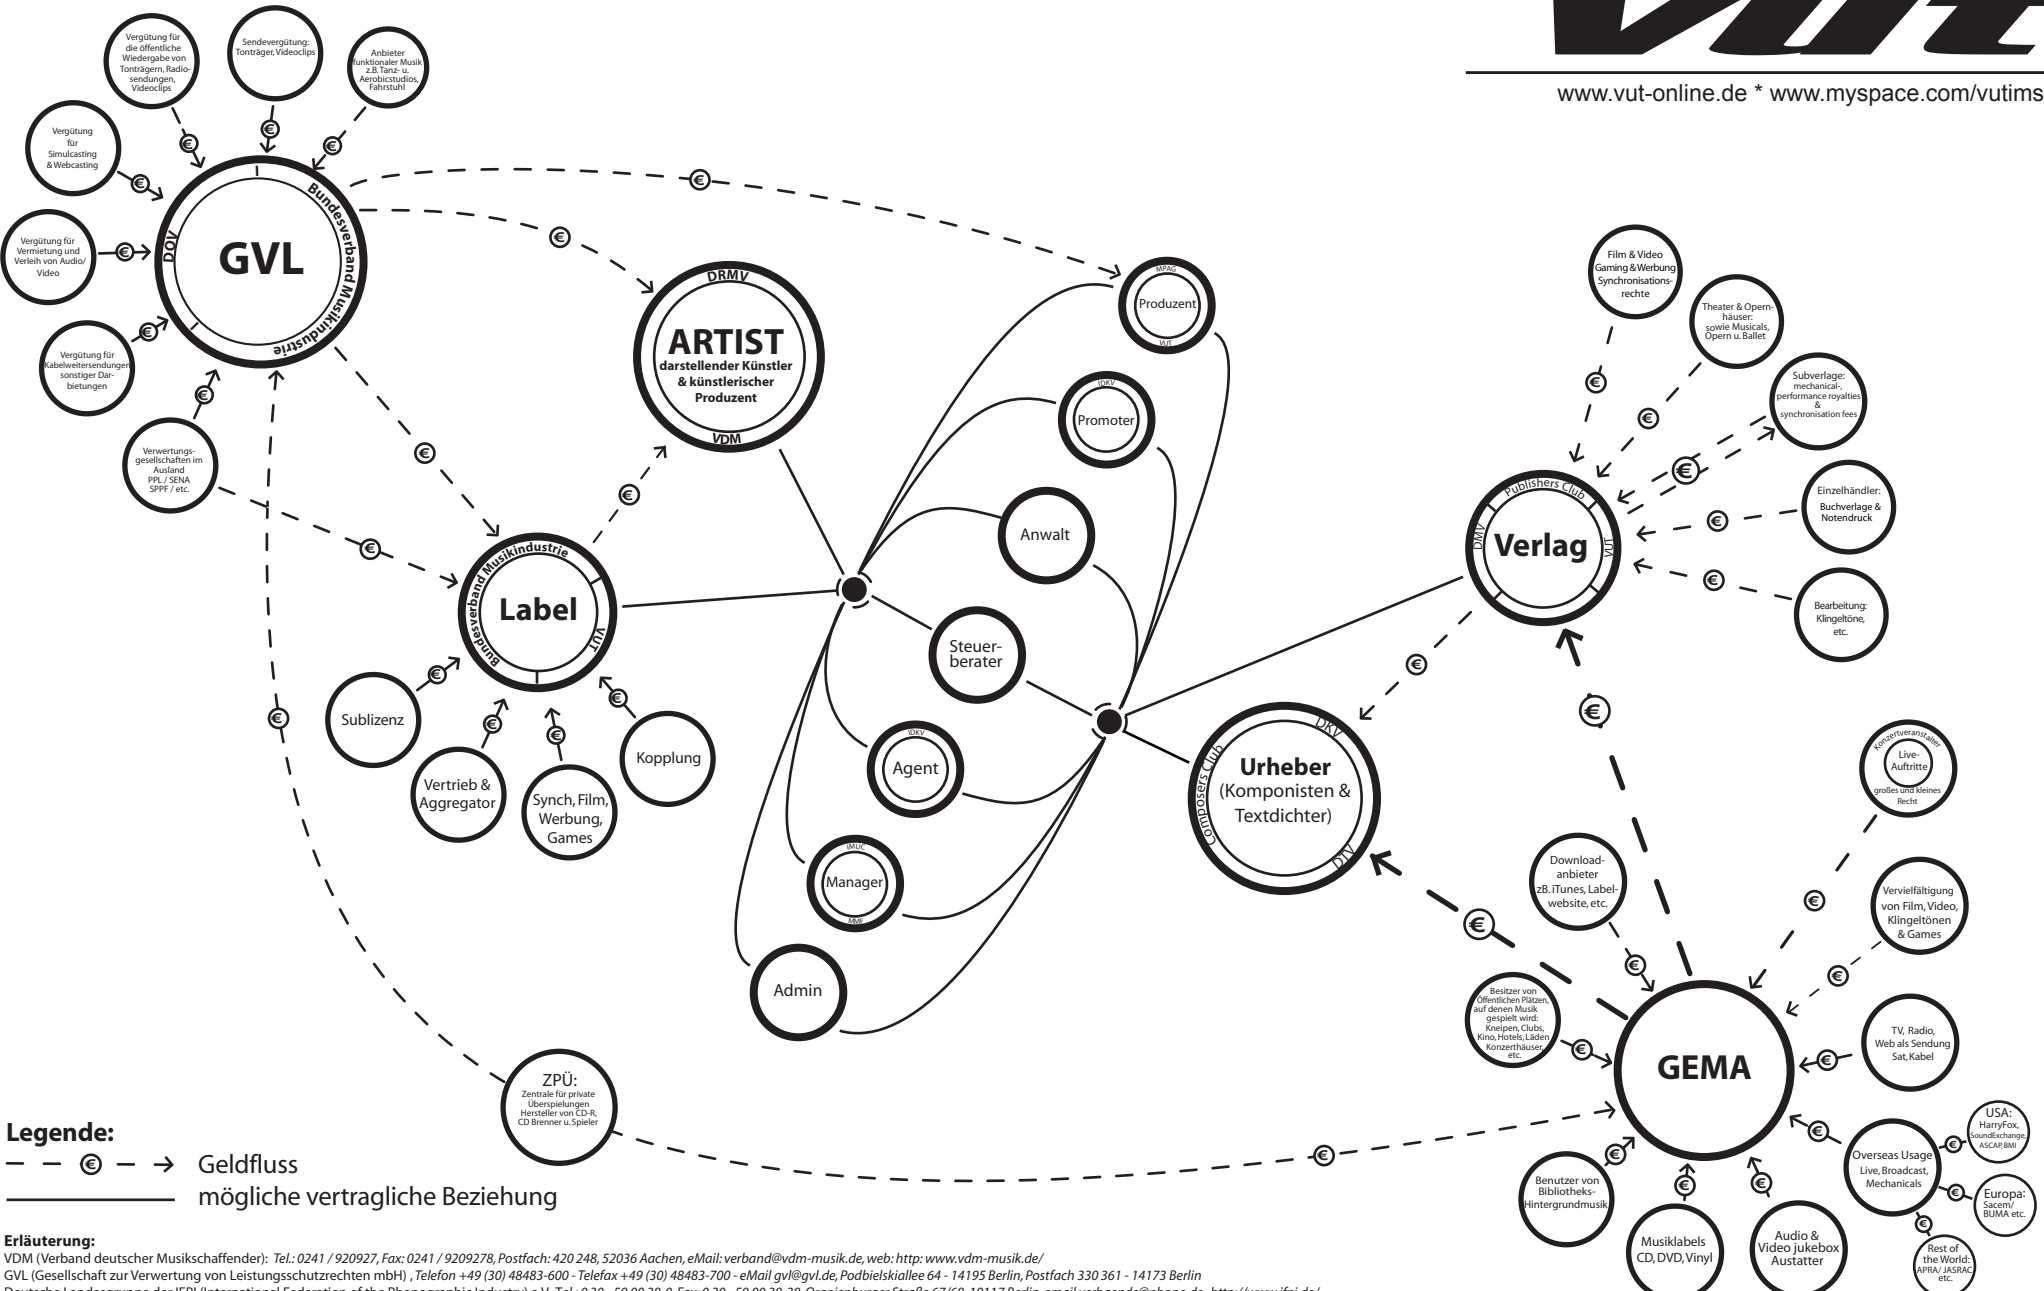 vut
www.vut-online.de * www.myspace.com/vutims
Vergütung für
die öffentliche
Wiedergabe von
Tonträgern, Radio-
sendungen,
Videoclips
Sendevergütung:
Tonträger, Videoclips
Anbieter
funktionaler Musik
z.B. Tanz- u.
Aerobicstudios,
Fahrstuhl
Vergütung
für
Simulcasting
& Webcasting
Vergütung für
Vermietung und
Verleih von Audio/
Video
Vergütung für
Kabelweitersendungen
sonstiger Dar-
bietungen
Verwertungs-
gesellschaften im
Ausland
PPL / SENA
SPPF / etc.
DOV
Bundesverband Musikindustrie
GVL
DRMV
ARTIST
darstellender Künstler
& künstlerischer
Produzent
VDM
Bundesverband Musikindustrie
VUT
Label
Sublizenz
Vertrieb &
Aggregator
Synch, Film,
Werbung,
Games
Kopplung
MPAG
Produzent
VUT
IDKV
Promoter
Anwalt
Steuer-
berater
IDKV
Agent
IMUC
Manager
MMF
Admin
Film & Video
Gaming & Werbung
Synchronisations-
rechte
Theater & Opern-
häuser:
sowie Musicals,
Opern u. Ballet
Subverlage:
mechanical-,
performance royalties
&
synchronisation fees
Einzelhändler:
Buchverlage &
Notendruck
Bearbeitung:
Klingeltöne,
etc.
Publishers Club
DMV
VUT
Verlag
Composers Club
DKV
DTV
Urheber
(Komponisten &
Textdichter)
Konzertveranstalter
Live-
Auftritte
großes und kleines
Recht
Download-
anbieter
zB. iTunes, Label-
website, etc.
Vervielfältigung
von Film, Video,
Klingeltönen
& Games
Besitzer von
Öffentlichen Plätzen,
auf denen Musik
gespielt wird:
Kneipen, Clubs,
Kino, Hotels, Läden
Konzerthäuser,
etc.
TV, Radio,
Web als Sendung
Sat, Kabel
GEMA
Overseas Usage
Live, Broadcast,
Mechanicals
USA:
HarryFox,
SoundExchange,
ASCAP, BMI
Europa:
Sacem/
BUMA etc.
Rest of
the World:
APRA/ JASRAC
etc.
Benutzer von
Bibliotheks-
Hintergrundmusik
Musiklabels
CD, DVD, Vinyl
Audio &
Video jukebox
Austatter
ZPÜ:
Zentrale für private
Überspielungen
Hersteller von CD-R,
CD Brenner u. Spieler
Legende:
€ Geldfluss
mögliche vertragliche Beziehung
Erläuterung:
VDM (Verband deutscher Musikschaffender): Tel.: 0241 / 920927, Fax: 0241 / 9209278, Postfach: 420 248, 52036 Aachen, eMail: verband@vdm-musik.de, web: http: www.vdm-musik.de/
GVL (Gesellschaft zur Verwertung von Leistungsschutzrechten mbH) , Telefon +49 (30) 48483-600 - Telefax +49 (30) 48483-700 - eMail gvl@gvl.de, Podbielskiallee 64 - 14195 Berlin, Postfach 330 361 - 14173 Berlin